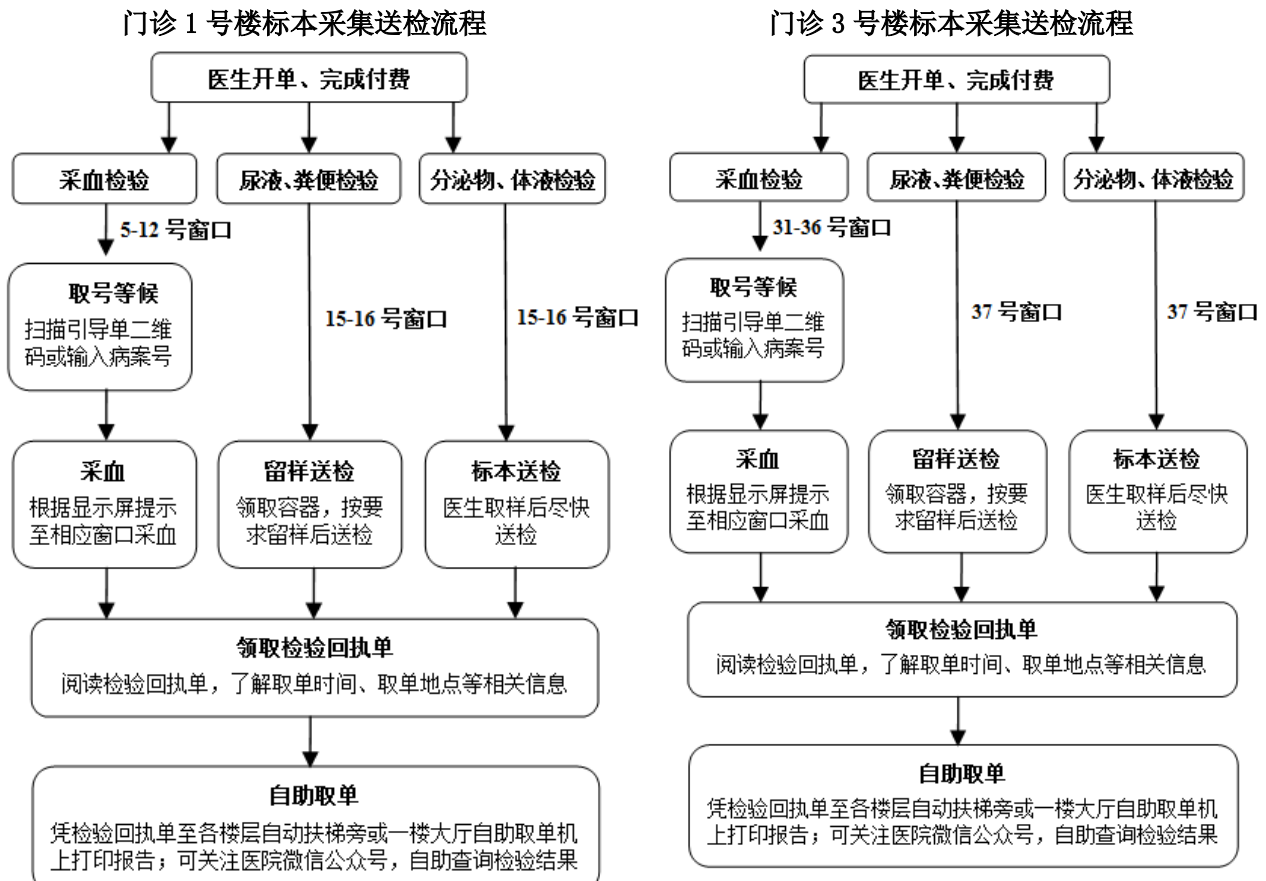 门诊 1 号楼标本采集送检流程
医生开单、完成付费
采血检验
尿液、粪便检验
分泌物、体液检验
5-12 号窗口
取号等候
扫描引导单二维
码或输入病案号
15-16 号窗口
15-16 号窗口
采血
根据显示屏提示
至相应窗口采血
留样送检
领取容器，按要
求留样后送检
标本送检
医生取样后尽快
送检
领取检验回执单
阅读检验回执单，了解取单时间、取单地点等相关信息
自助取单
凭检验回执单至各楼层自动扶梯旁或一楼大厅自助取单机
上打印报告；可关注医院微信公众号，自助查询检验结果
门诊 3 号楼标本采集送检流程
医生开单、完成付费
采血检验
尿液、粪便检验
分泌物、体液检验
31-36 号窗口
取号等候
扫描引导单二维
码或输入病案号
37 号窗口
37 号窗口
采血
根据显示屏提示
至相应窗口采血
留样送检
领取容器，按要
求留样后送检
标本送检
医生取样后尽快
送检
领取检验回执单
阅读检验回执单，了解取单时间、取单地点等相关信息
自助取单
凭检验回执单至各楼层自动扶梯旁或一楼大厅自助取单机
上打印报告；可关注医院微信公众号，自助查询检验结果